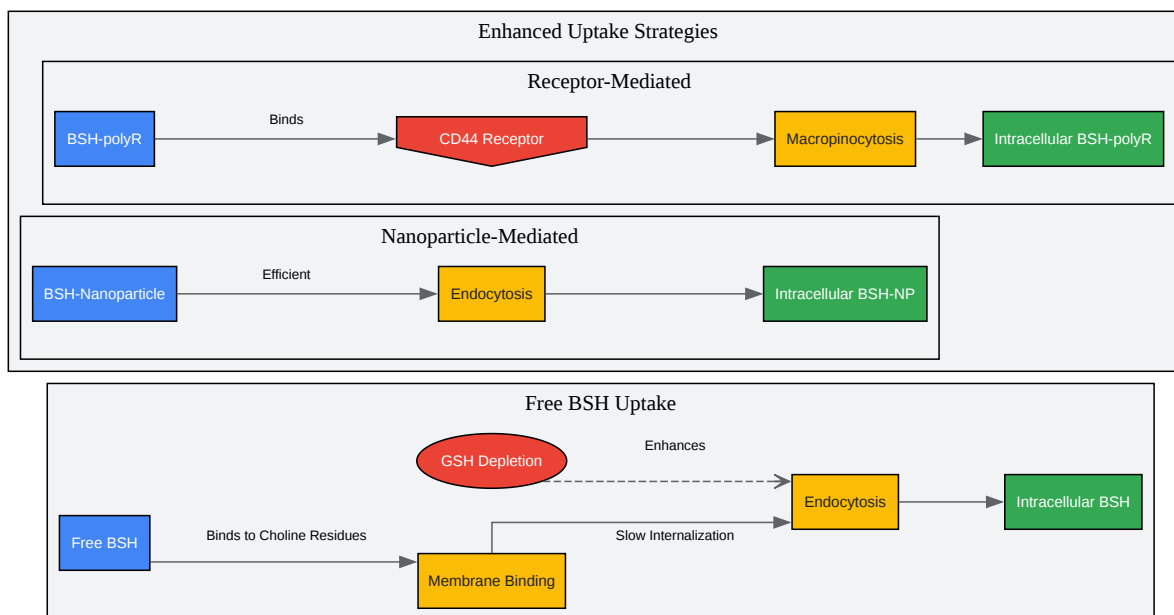 Enhanced Uptake Strategies
Receptor-Mediated
BSH-polyR
Binds
CD44 Receptor
Macropinocytosis
Intracellular BSH-polyR
Nanoparticle-Mediated
BSH-Nanoparticle
Efficient
Endocytosis
Intracellular BSH-NP
Free BSH Uptake
GSH Depletion
Enhances
Endocytosis
Intracellular BSH
Free BSH
Binds to Choline Residues
Membrane Binding
Slow Internalization